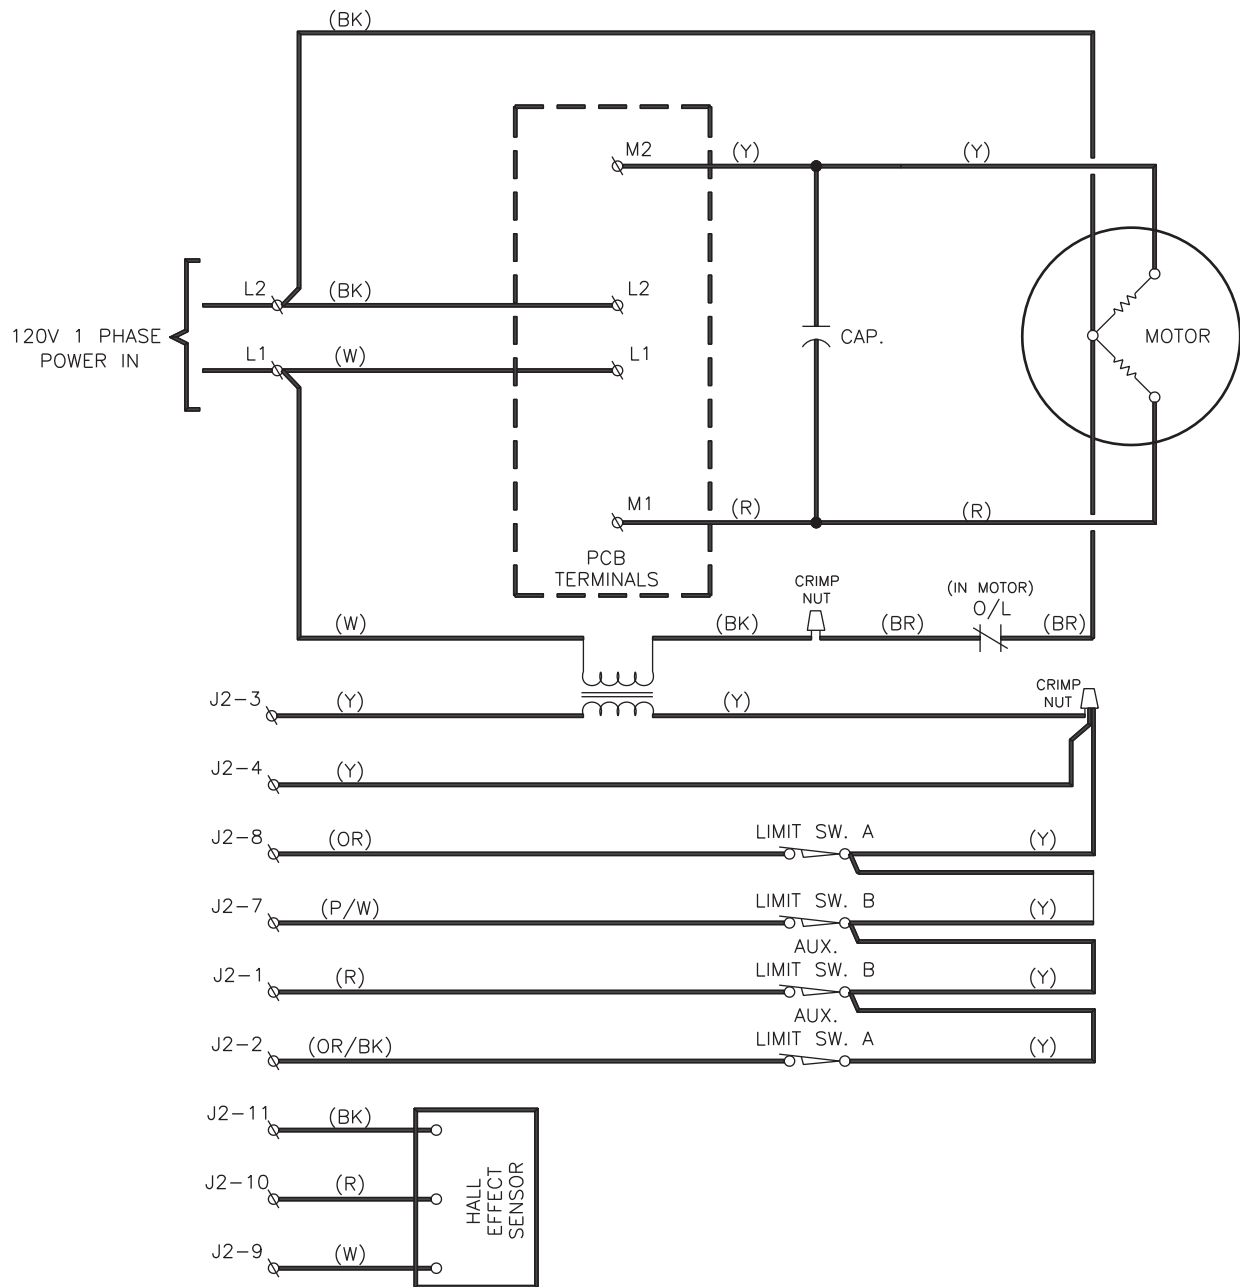 (BK)
M2
(Y)
(Y)
L2
(BK)
L2
120V 1 PHASE
POWER IN
L1
(W)
L1
CAP.
MOTOR
M1
(R)
(R)
PCB
TERMINALS
CRIMP
NUT
(IN MOTOR)
O/L
(W)
(BK)
(BR)
(BR)
J2-3
(Y)
(Y)
CRIMP
NUT
J2-4
(Y)
J2-8
(OR)
LIMIT SW. A
(Y)
J2-7
(P/W)
LIMIT SW. B
(Y)
J2-1
(R)
AUX.
LIMIT SW. B
(Y)
J2-2
(OR/BK)
AUX.
LIMIT SW. A
(Y)
J2-11
(BK)
J2-10
(R)
J2-9
(W)
HALL
EFFECT
SENSOR